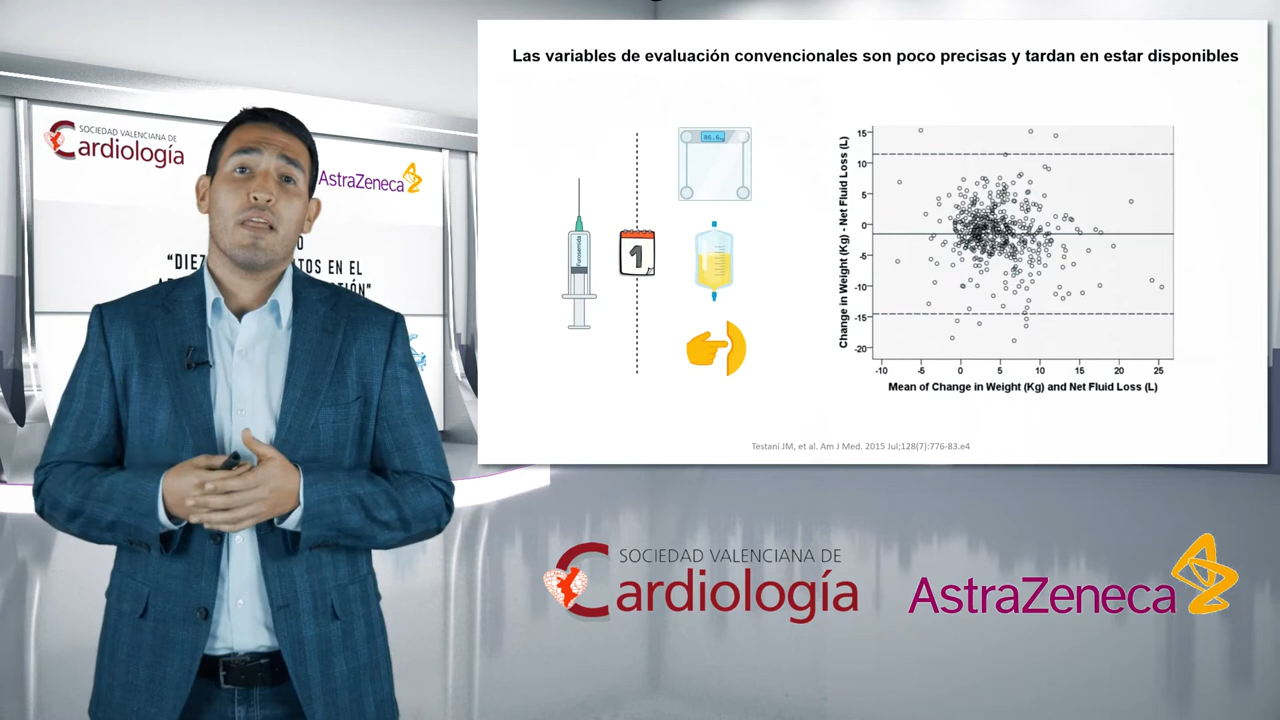 Las variables de evaluación convencionales son poco precisas y tardan en estar disponibles
SOCIEDAD VALENCIANA DE
Cardiología
AstraZeneca
O
“DIEZ TOS EN EL
"
86.6
Furosemida
1
Change in Weight (Kg) - Net Fluid Loss (L)
15
10
5
0
-5
-10
-15
-20
-10 -5 0 5 10 15 20 25
Mean of Change in Weight (Kg) and Net Fluid Loss (L)
Testani JM, et al. Am J Med. 2015 Jul;128(7):776-83.e4
SOCIEDAD VALENCIANA DE
Cardiología
AstraZeneca